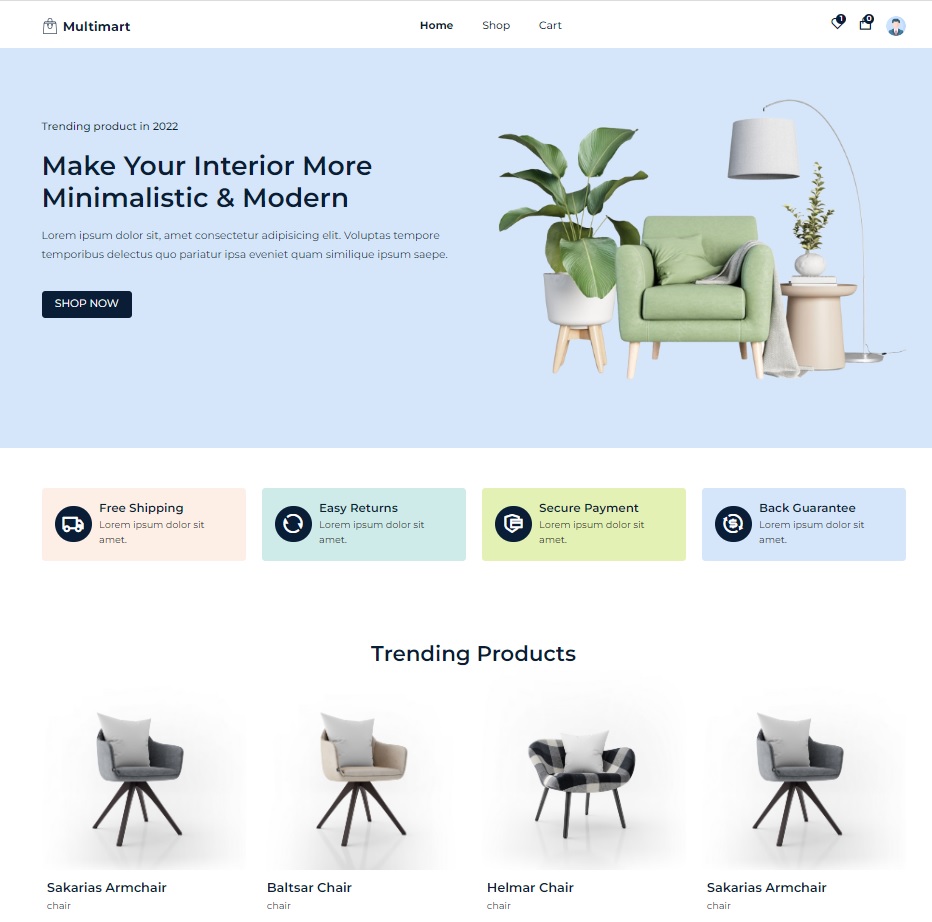 Multimart
Home Shop Cart
1 0
Trending product in 2022
Make Your Interior More
Minimalistic & Modern
Lorem ipsum dolor sit, amet consectetur adipisicing elit. Voluptas tempore
temporibus delectus quo pariatur ipsa eveniet quam similique ipsum saepe.
SHOP NOW
Free Shipping
Lorem ipsum dolor sit
amet.
Easy Returns
Lorem ipsum dolor sit
amet.
Secure Payment
Lorem ipsum dolor sit
amet.
Back Guarantee
Lorem ipsum dolor sit
amet.
Trending Products
Sakarias Armchair
chair
Baltsar Chair
chair
Helmar Chair
chair
Sakarias Armchair
chair